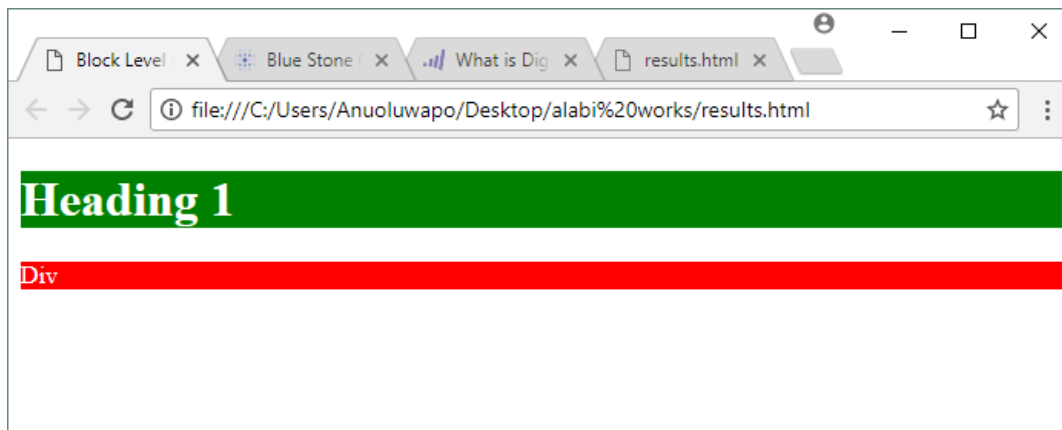 Block Level
Blue Stone
What is Dig
results.html
file:///C:/Users/Anuoluwapo/Desktop/alabi%20works/results.html
Heading 1
Div